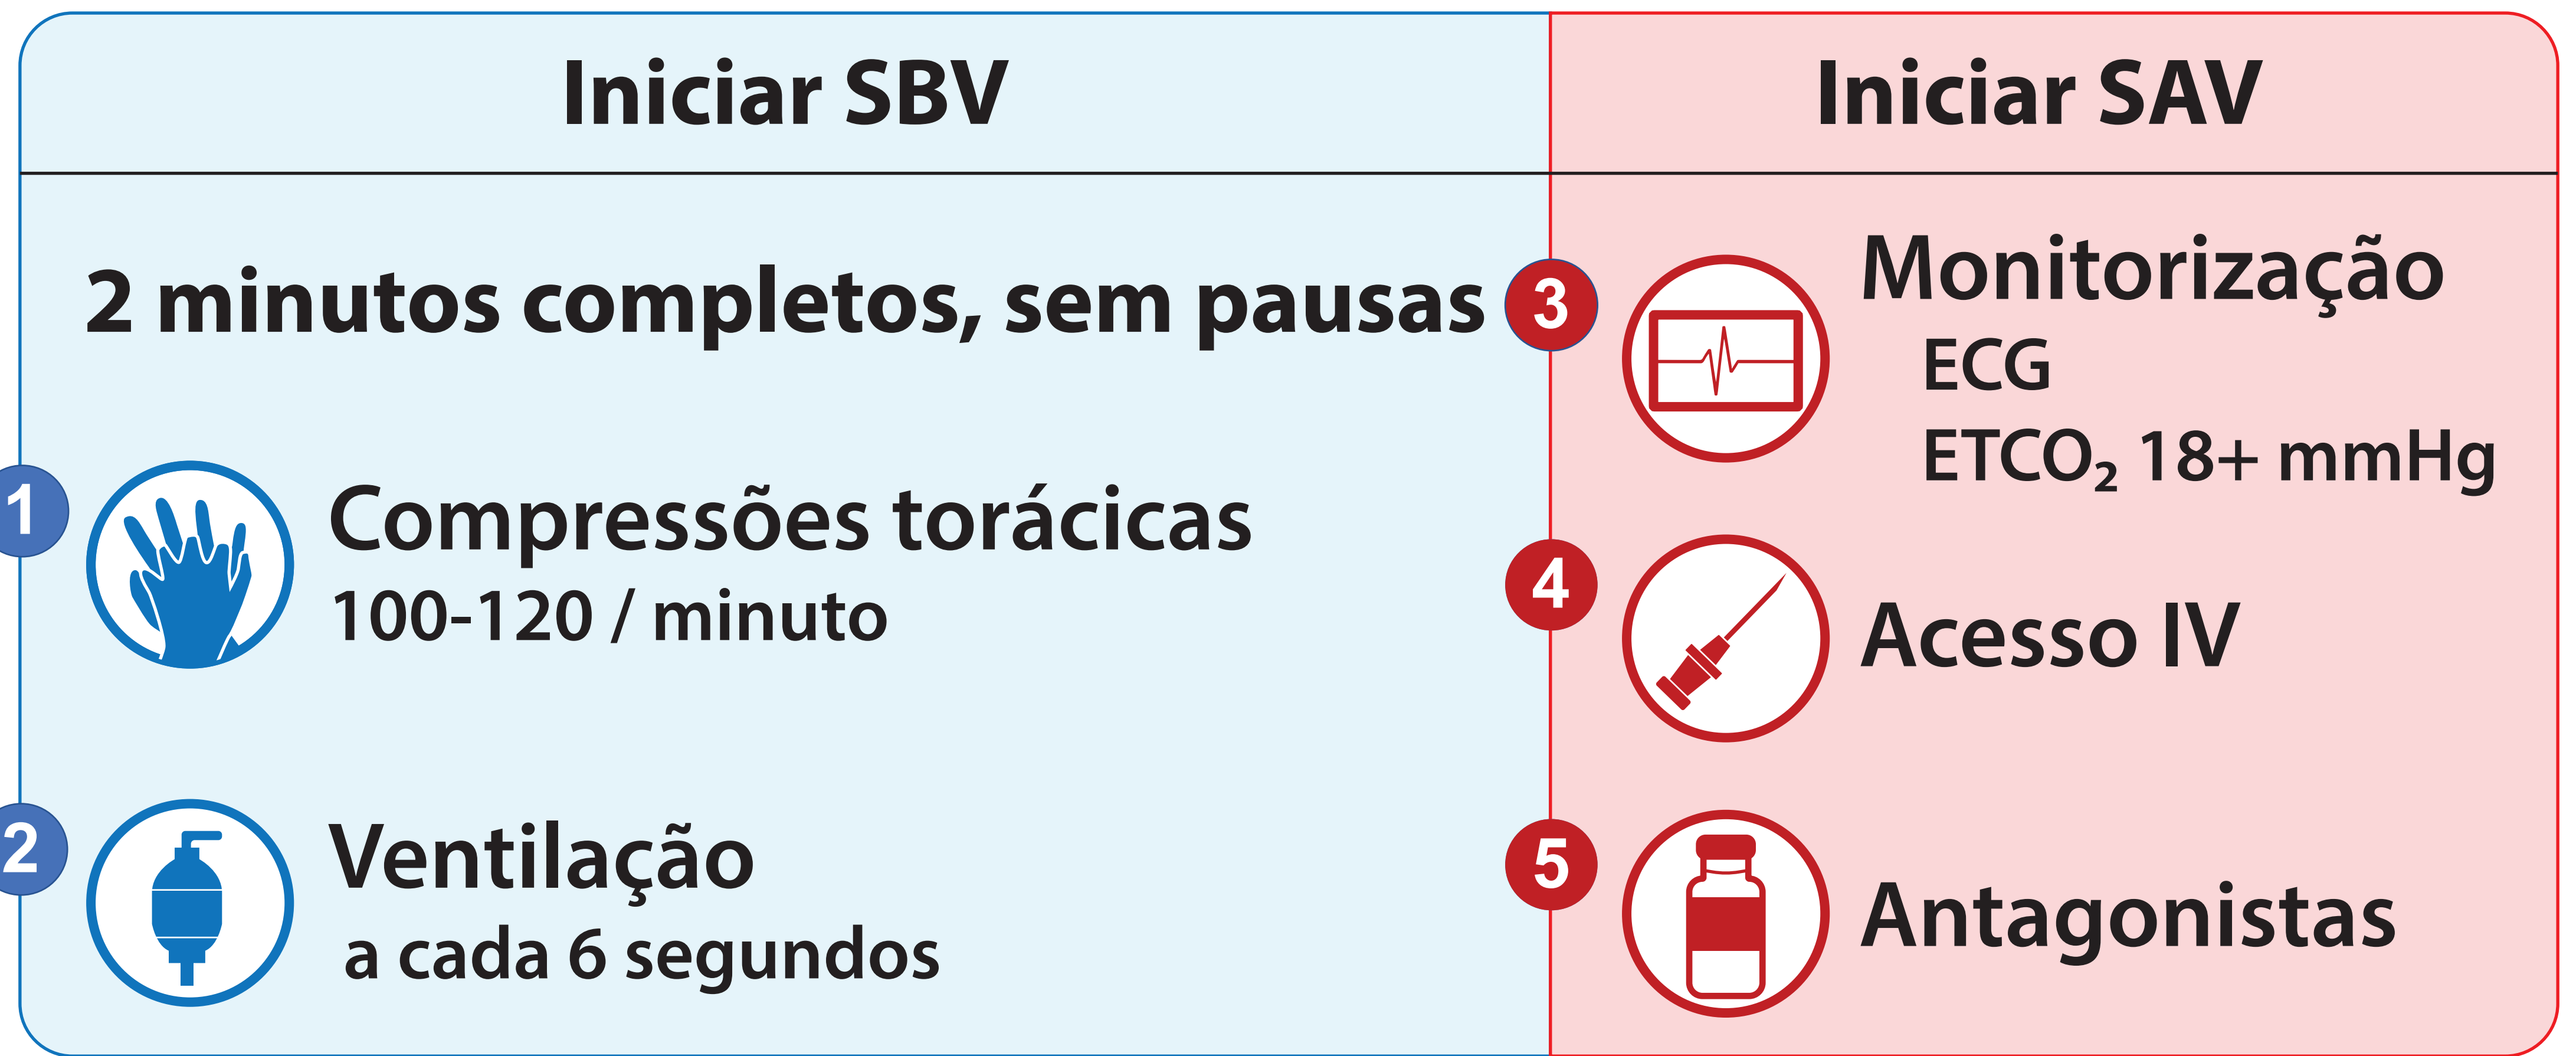 Iniciar SBV
2 minutos completos, sem pausas
1
Compressões torácicas
100-120 / minuto
2
Ventilação
a cada 6 segundos
Iniciar SAV
3
Monitorização
ECG
ETCO₂ 18+ mmHg
4
Acesso IV
5
Antagonistas